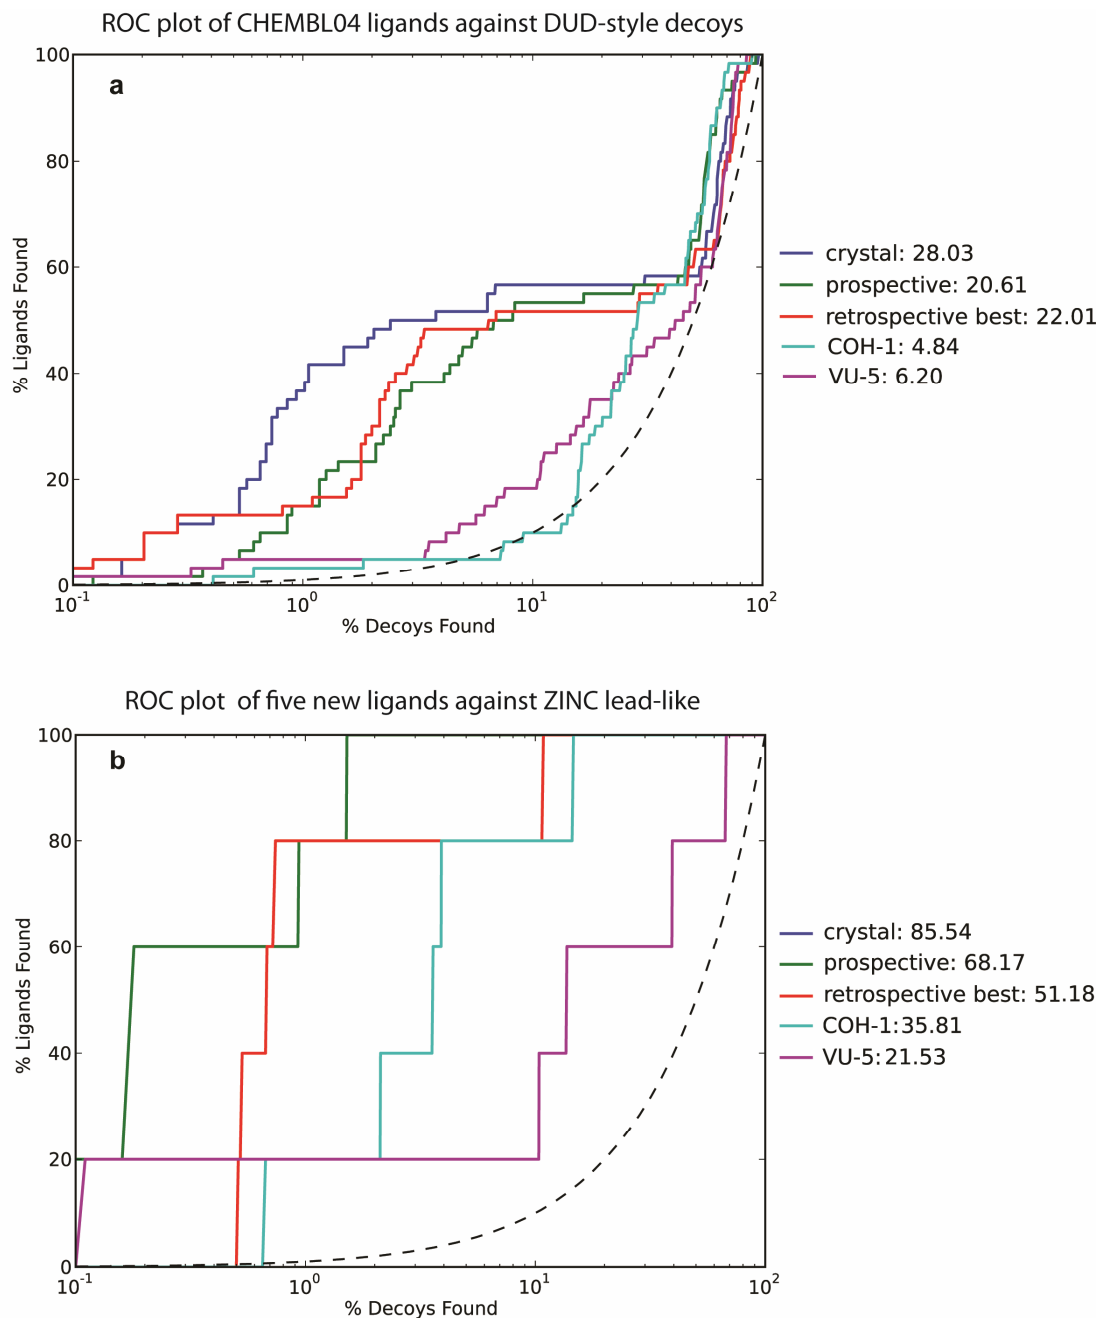 ROC plot of CHEMBL04 ligands against DUD-style decoys
a
100
80
60
40
20
0
% Ligands Found
10^-1
10^0
10^1
10^2
% Decoys Found
crystal: 28.03
prospective: 20.61
retrospective best: 22.01
COH-1: 4.84
VU-5: 6.20
ROC plot of five new ligands against ZINC lead-like
b
100
80
60
40
20
0
% Ligands Found
10^-1
10^0
10^1
10^2
% Decoys Found
crystal: 85.54
prospective: 68.17
retrospective best: 51.18
COH-1:35.81
VU-5:21.53